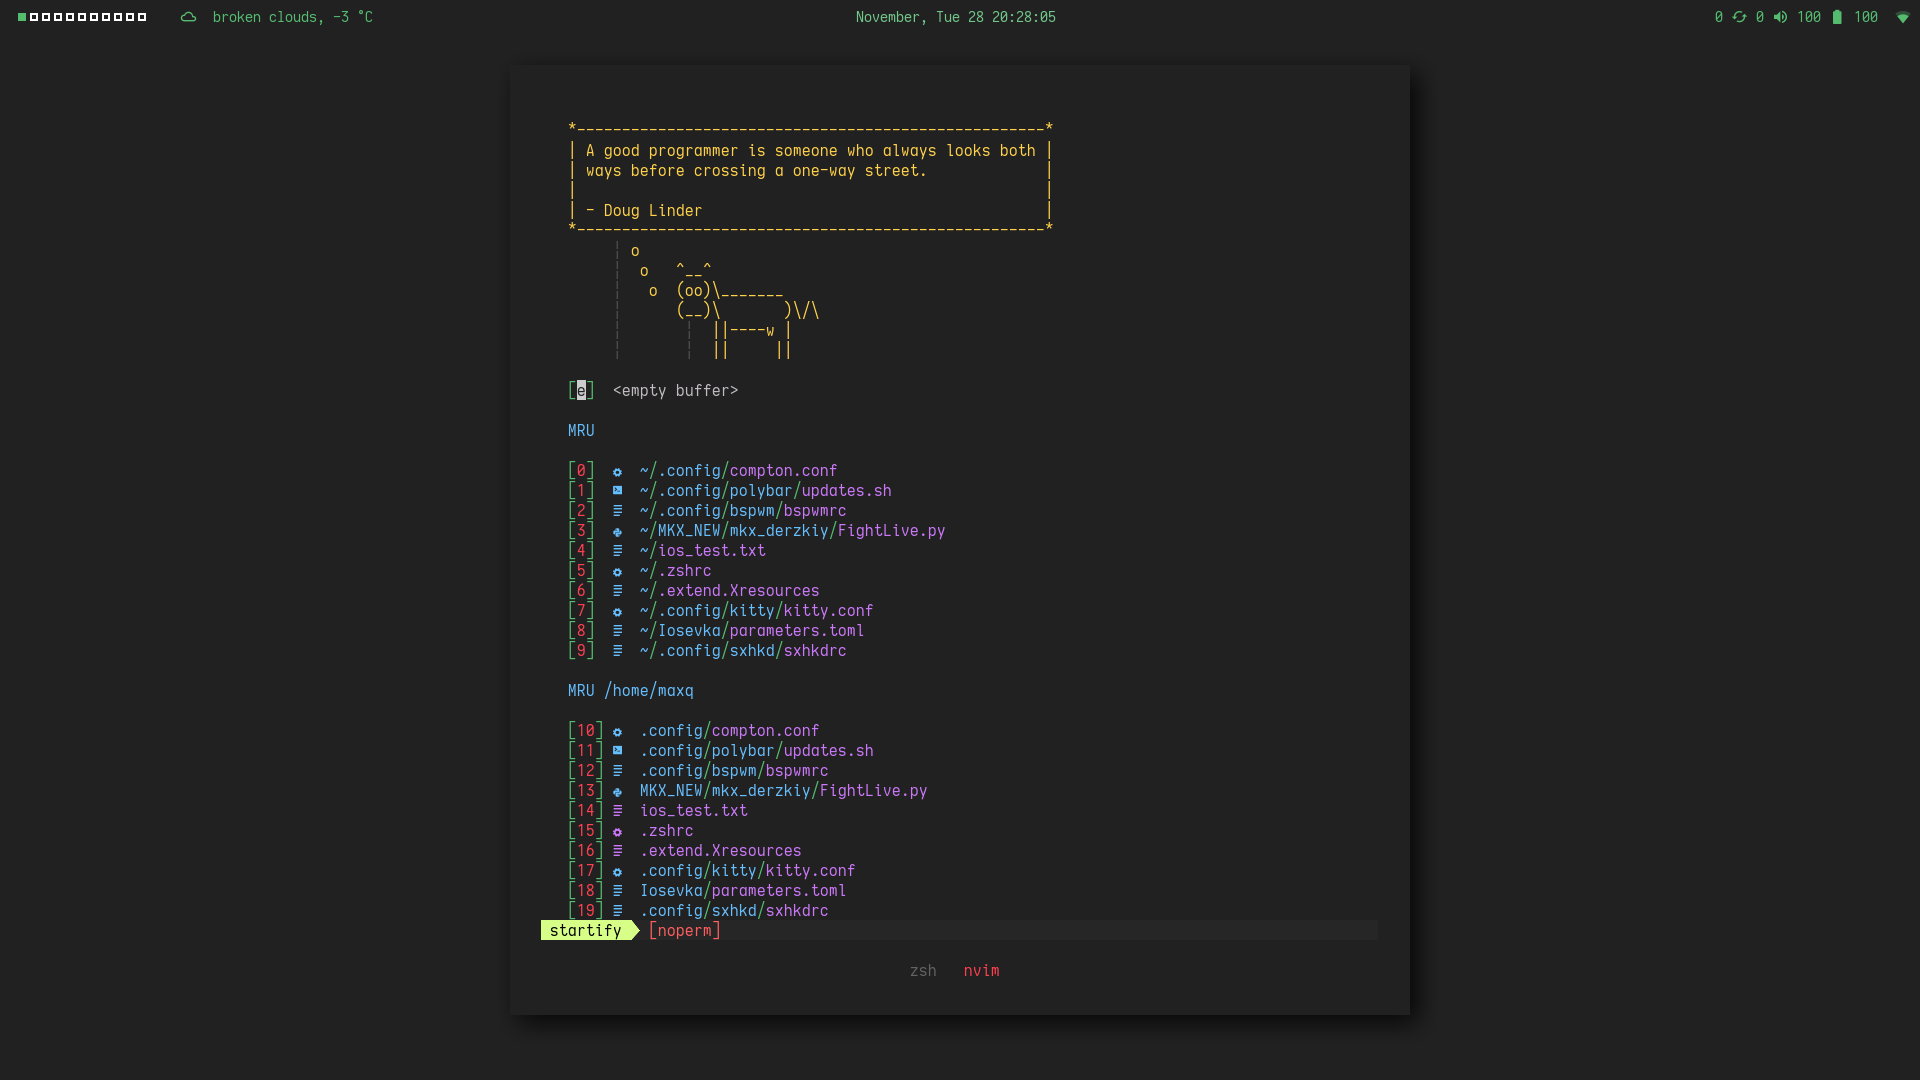 broken clouds, -3 °C
November, Tue 28 20:28:05
0 0 100 100
*----------------------------------------------------*
| A good programmer is someone who always looks both |
| ways before crossing a one-way street.             |
|                                                    |
| - Doug Linder                                      |
*----------------------------------------------------*
o
o   ^__^
o  (oo)\_______
(__)\       )\/\
||----w |
||     ||
[e]  <empty buffer>
MRU
[0] ~/.config/compton.conf
[1] ~/.config/polybar/updates.sh
[2] ~/.config/bspwm/bspwmrc
[3] ~/MKX_NEW/mkx_derzkiy/FightLive.py
[4] ~/ios_test.txt
[5] ~/.zshrc
[6] ~/.extend.Xresources
[7] ~/.config/kitty/kitty.conf
[8] ~/Iosevka/parameters.toml
[9] ~/.config/sxhkd/sxhkdrc
MRU /home/maxq
[10] .config/compton.conf
[11] .config/polybar/updates.sh
[12] .config/bspwm/bspwmrc
[13] MKX_NEW/mkx_derzkiy/FightLive.py
[14] ios_test.txt
[15] .zshrc
[16] .extend.Xresources
[17] .config/kitty/kitty.conf
[18] Iosevka/parameters.toml
[19] .config/sxhkd/sxhkdrc
startify [noperm]
zsh nvim